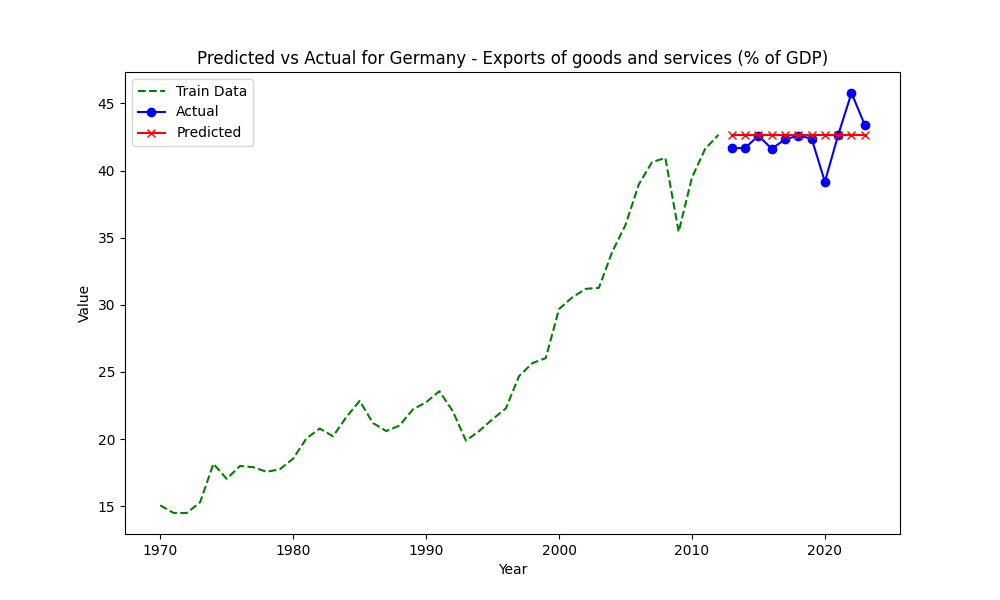 Predicted vs Actual for Germany - Exports of goods and services (% of GDP)
Train Data
Actual
Predicted
45
40
35
30
25
20
15
Value
1970
1980
1990
2000
2010
2020
Year